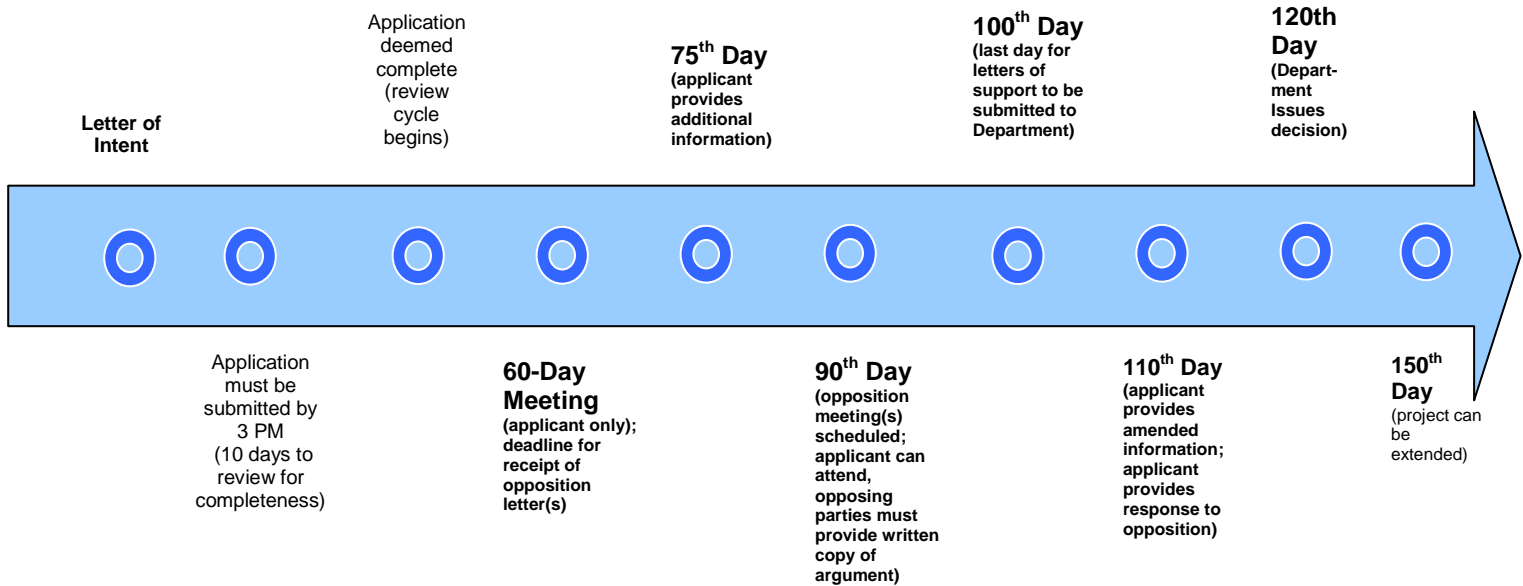 Letter of
Intent
Application
must be
submitted by
3 PM
(10 days to
review for
completeness)
Application
deemed
complete
(review
cycle
begins)
60-Day
Meeting
(applicant only);
deadline for
receipt of
opposition
letter(s)
75th Day
(applicant
provides
additional
information)
90th Day
(opposition
meeting(s)
scheduled;
applicant can
attend,
opposing
parties must
provide written
copy of
argument)
100th Day
(last day for
letters of
support to be
submitted to
Department)
110th Day
(applicant
provides
amended
information;
applicant
provides
response to
opposition)
120th
Day
(Depart-
ment
Issues
decision)
150th
Day
(project can
be
extended)